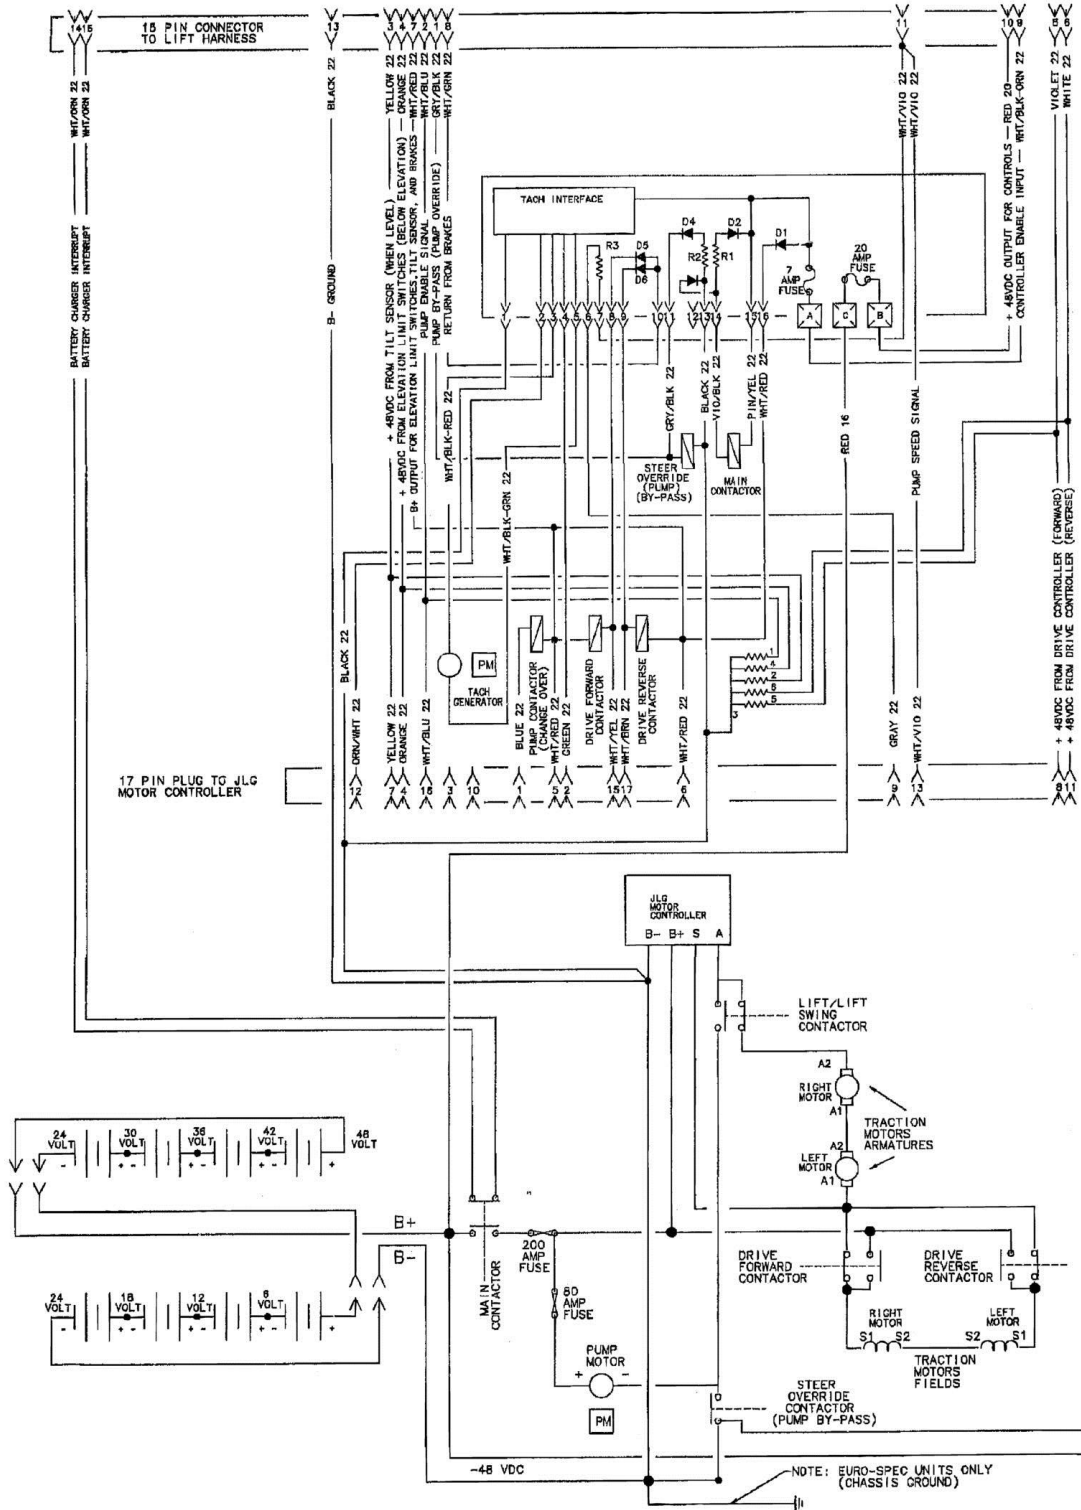 14 15
13
3 4 7 2 1 8
11
10 9
5 6
15 PIN CONNECTOR
TO LIFT HARNESS
WHT/ORN 22
WHT/ORN 22
BLACK 22
YELLOW 22
ORANGE 22
WHT/RED 22
WHT/BLU 22
GRY/BLK 22
WHT/GRN 22
WHT/VIO 22
WHT/VIO 22
RED 20
WHT/BLK-ORN 22
VIOLET 22
WHITE 22
BATTERY CHARGER INTERRUPT
BATTERY CHARGER INTERRUPT
B- GROUND
+ 48VDC FROM TILT SENSOR (WHEN LEVEL)
+ 48VDC FROM ELEVATION LIMIT SWITCHES (BELOW ELEVATION)
B+ OUTPUT FOR ELEVATION LIMIT SWITCHES, TILT SENSOR, AND BRAKES
PUMP ENABLE SIGNAL
PUMP BY-PASS (PUMP OVERRIDE)
RETURN FROM BRAKES
+ 48VDC OUTPUT FOR CONTROLS
CONTROLLER ENABLE INPUT
TACH INTERFACE
R3
D5
D6
D4
D2
R2
R1
D1
7
AMP
FUSE
20
AMP
FUSE
A C B
1 2 3 4 5 6 7 8 9 10 11 12 13 14 15 16
WHT/BLK-RED 22
GRY/BLK 22
BLACK 22
VIO/BLK 22
PIN/YEL 22
WHT/RED 22
RED 16
PUMP SPEED SIGNAL
STEER
OVERRIDE
(PUMP)
(BY-PASS)
MAIN
CONTACTOR
WHT/BLK-GRN 22
+ 48VDC FROM DRIVE CONTROLLER (FORWARD)
+ 48VDC FROM DRIVE CONTROLLER (REVERSE)
BLACK 22
PM
TACH
GENERATOR
PUMP CONTACTOR
(CHANGE OVER)
DRIVE FORWARD
CONTACTOR
DRIVE REVERSE
CONTACTOR
1
4
2
6
5
3
ORN/WHT 22
YELLOW 22
ORANGE 22
WHT/BLU 22
BLUE 22
WHT/RED 22
GREEN 22
WHT/YEL 22
WHT/BRN 22
WHT/RED 22
GRAY 22
WHT/VIO 22
17 PIN PLUG TO JLG
MOTOR CONTROLLER
12 7 4 16 3 10 1 5 2 15 17 6 9 13 8 11
JLG
MOTOR
CONTROLLER
B- B+ S A
LIFT/LIFT
SWING
CONTACTOR
A2
RIGHT
MOTOR
A1
TRACTION
MOTORS
ARMATURES
A2
LEFT
MOTOR
A1
24
VOLT
30
VOLT
36
VOLT
42
VOLT
48
VOLT
- + - + - + - +
B+
B-
200
AMP
FUSE
MAIN
CONTACTOR
80
AMP
FUSE
DRIVE
FORWARD
CONTACTOR
DRIVE
REVERSE
CONTACTOR
24
VOLT
18
VOLT
12
VOLT
6
VOLT
- + - + - + - +
RIGHT
MOTOR
S1 S2
LEFT
MOTOR
S2 S1
TRACTION
MOTORS
FIELDS
PUMP
MOTOR
+ -
PM
STEER
OVERRIDE
CONTACTOR
(PUMP BY-PASS)
-48 VDC
NOTE: EURO-SPEC UNITS ONLY
(CHASSIS GROUND)